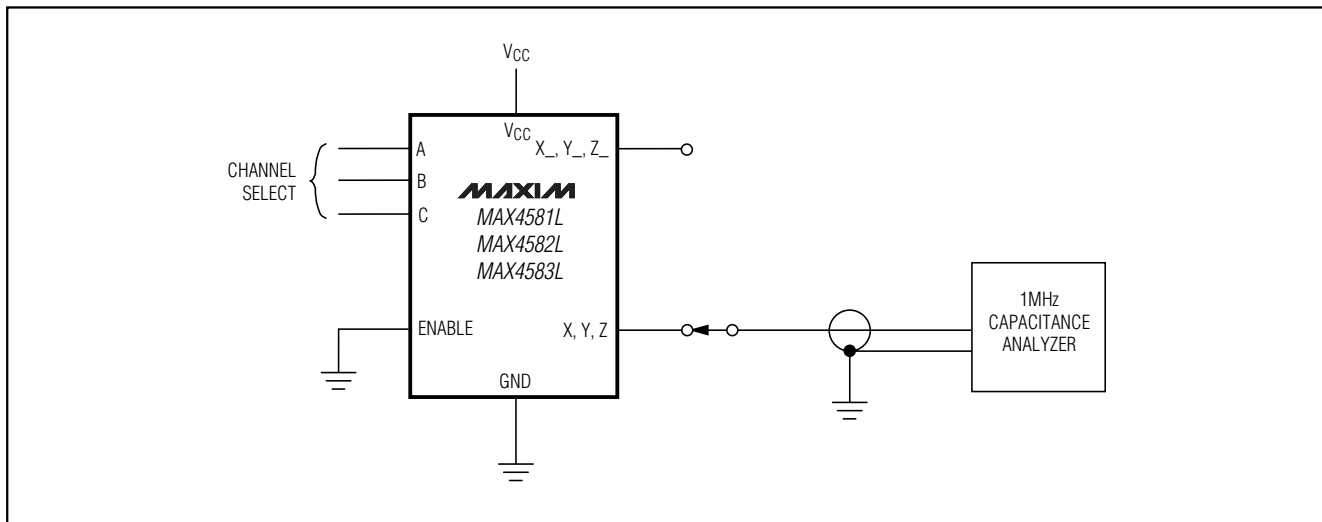 VCC
VCC
A
X_, Y_, Z_
CHANNEL
SELECT
B
MAXIM
C
MAX4581L
MAX4582L
MAX4583L
1MHz
CAPACITANCE
ANALYZER
ENABLE
X, Y, Z
GND